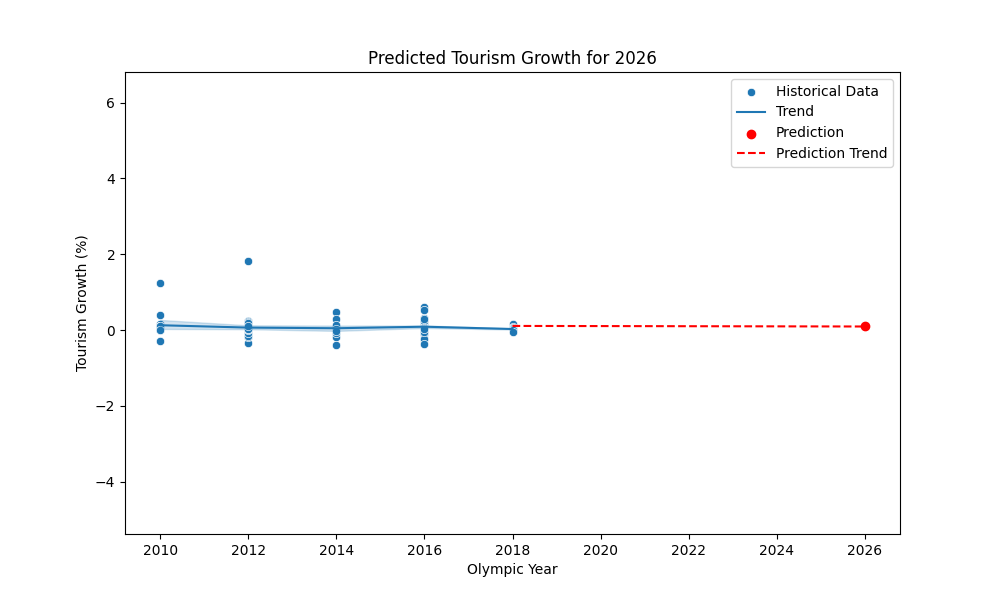 Predicted Tourism Growth for 2026
Historical Data
Trend
Prediction
Prediction Trend
Tourism Growth (%)
6
4
2
0
−2
−4
2010 2012 2014 2016 2018 2020 2022 2024 2026
Olympic Year